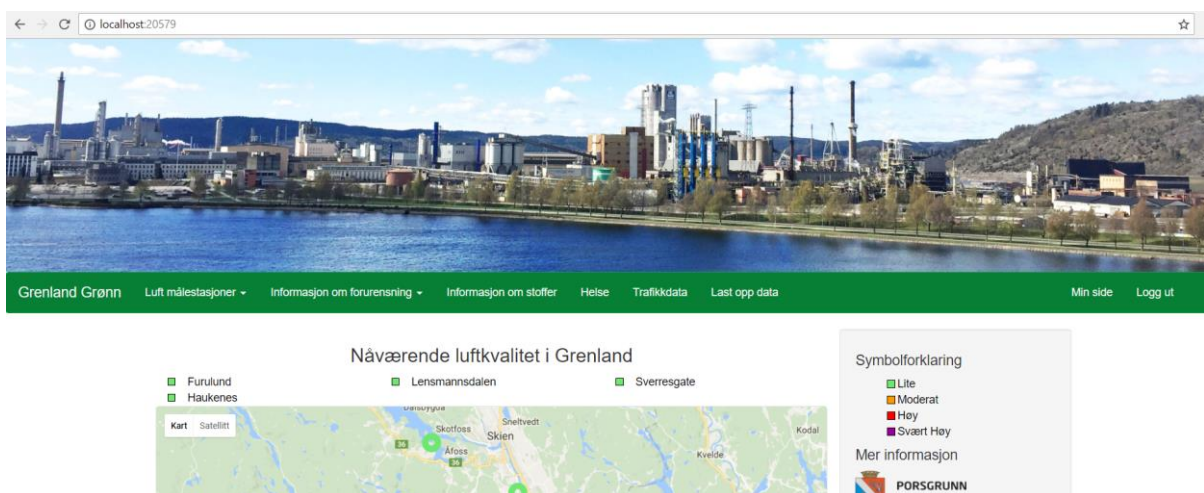 localhost:20579
Grenland Grønn Luft målestasjoner Informasjon om forurensning Informasjon om stoffer Helse Trafikkdata Last opp data Min side Logg ut
Nåværende luftkvalitet i Grenland
Furulund Lensmannsdalen Sverresgate
Haukenes
Kart Satellitt
Skotfoss
Sneltvedt
Skien
Kodal
36
Åfoss
Kvelde
36
Symbolforklaring
Lite
Moderat
Høy
Svært Høy
Mer informasjon
PORSGRUNN